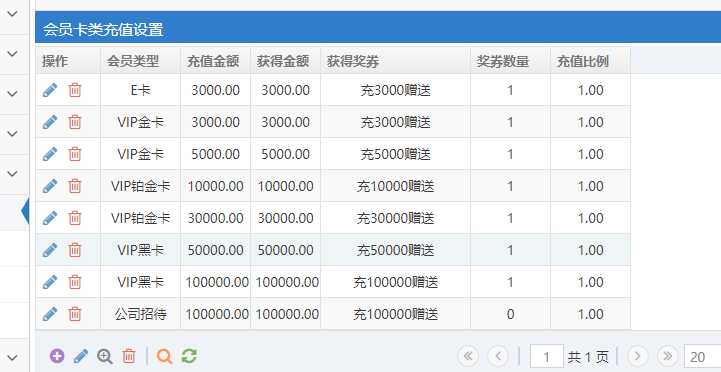 会员卡类充值设置
操作 会员类型 充值金额 获得金额 获得奖券 奖券数量 充值比例
E卡 3000.00 3000.00 充3000赠送 1 1.00
VIP金卡 3000.00 3000.00 充3000赠送 1 1.00
VIP金卡 5000.00 5000.00 充5000赠送 1 1.00
VIP铂金卡 10000.00 10000.00 充10000赠送 1 1.00
VIP铂金卡 30000.00 30000.00 充30000赠送 1 1.00
VIP黑卡 50000.00 50000.00 充50000赠送 1 1.00
VIP黑卡 100000.00 100000.00 充100000赠送 1 1.00
公司招待 100000.00 100000.00 充100000赠送 0 1.00
1 共 1 页 20